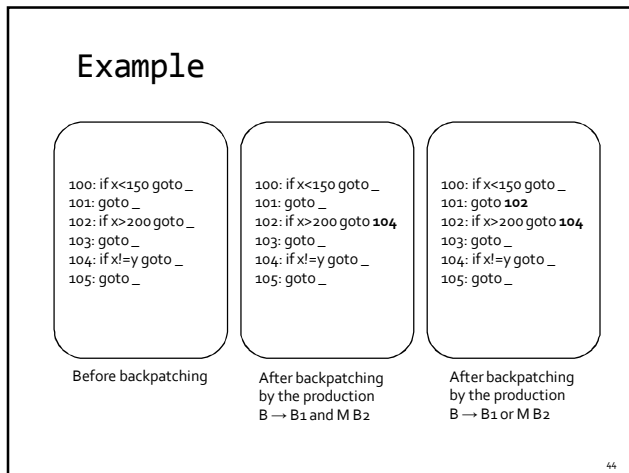 Example
100: if x<150 goto _
101: goto _
102: if x>200 goto _
103: goto _
104: if x!=y goto _
105: goto _
100: if x<150 goto _
101: goto _
102: if x>200 goto 104
103: goto _
104: if x!=y goto _
105: goto _
100: if x<150 goto _
101: goto 102
102: if x>200 goto 104
103: goto _
104: if x!=y goto _
105: goto _
Before backpatching
After backpatching
by the production
B → B1 and M B2
After backpatching
by the production
B → B1 or M B2
44